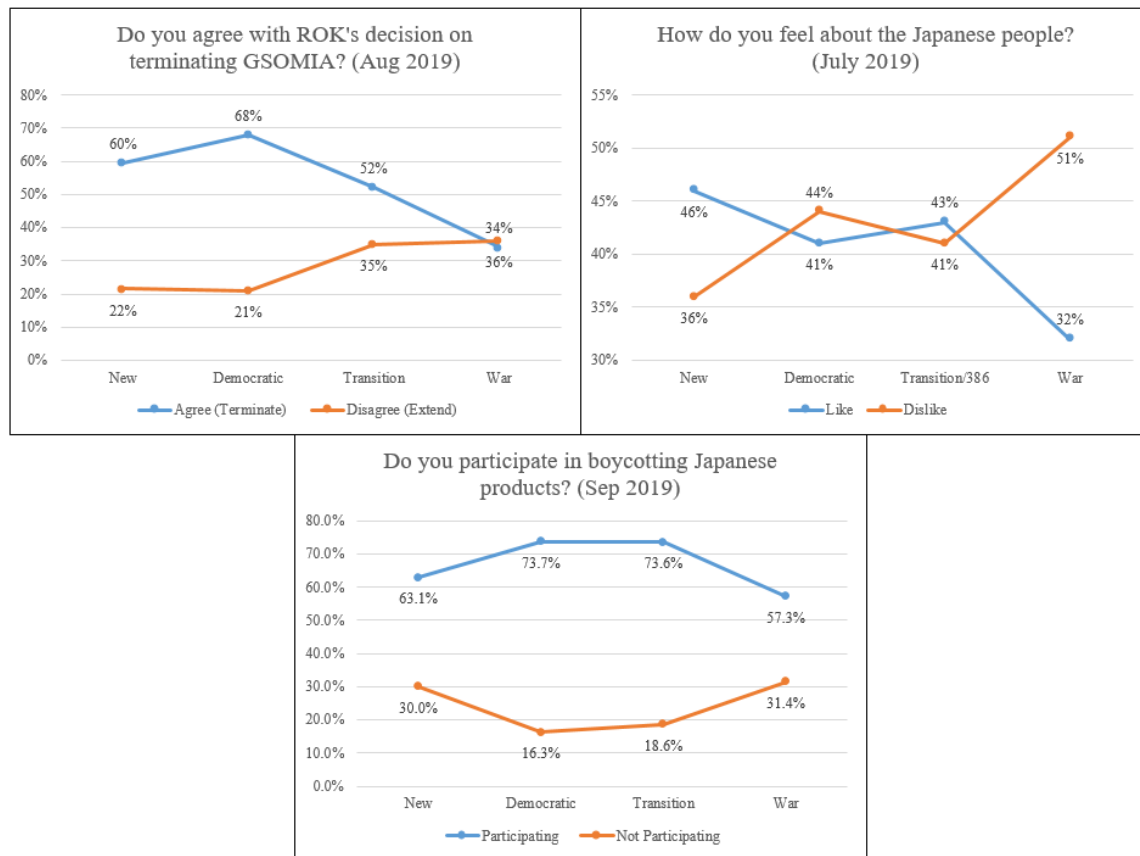 Do you agree with ROK's decision on
terminating GSOMIA? (Aug 2019)
80%
70%
60%
50%
40%
30%
20%
10%
0%
60%
68%
52%
34%
22%
21%
35%
36%
New
Democratic
Transition
War
Agree (Terminate)
Disagree (Extend)
How do you feel about the Japanese people?
(July 2019)
55%
50%
45%
40%
35%
30%
46%
44%
43%
51%
36%
41%
41%
32%
New
Democratic
Transition/386
War
Like
Dislike
Do you participate in boycotting Japanese
products? (Sep 2019)
80.0%
70.0%
60.0%
50.0%
40.0%
30.0%
20.0%
10.0%
0.0%
63.1%
73.7%
73.6%
57.3%
30.0%
16.3%
18.6%
31.4%
New
Democratic
Transition
War
Participating
Not Participating